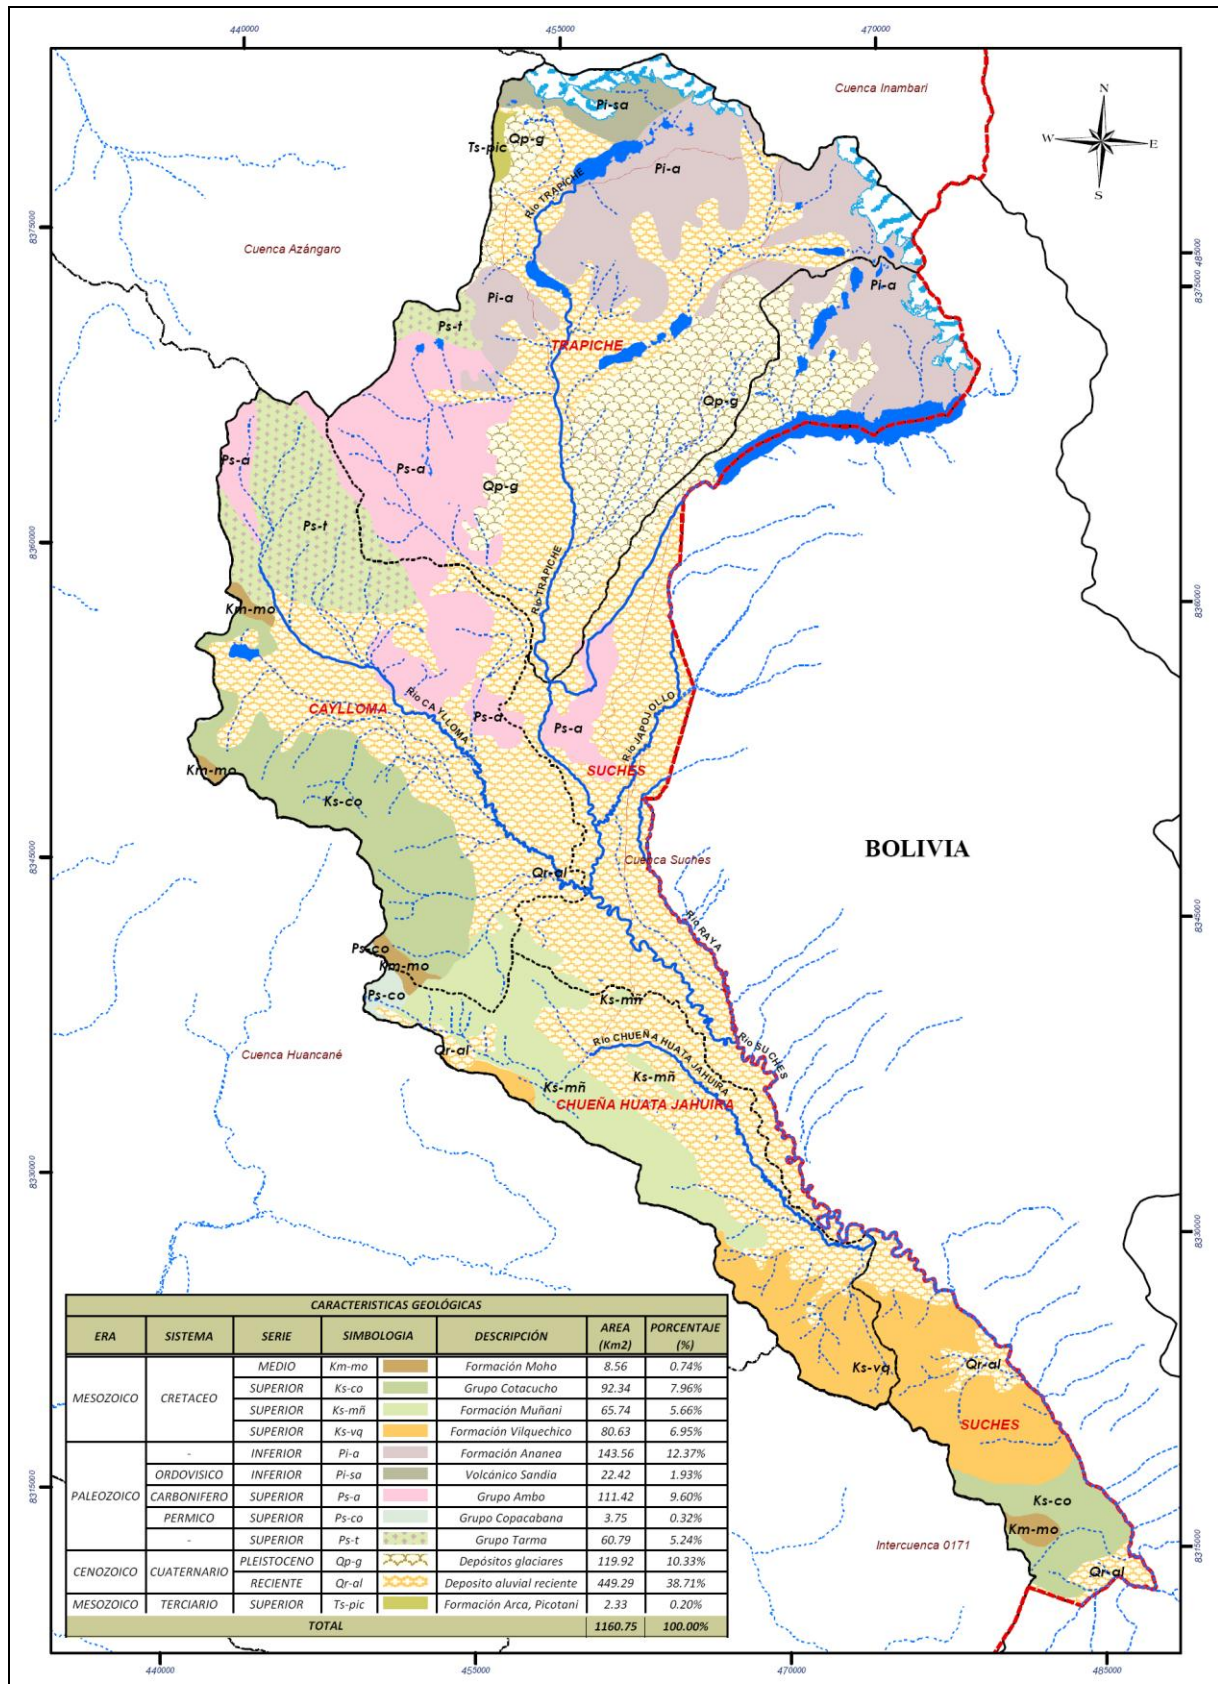 440000
455000
470000
Cuenca Inambari
N
W
E
S
Pi-sa
Qp-g
Ts-pic
Pi-a
Río TRAPICHE
8375000
Cuenca Azángaro
485000
8375000
Pi-a
Pi-a
Ps-t
TRAPICHE
Qp-g
Ps-a
Ps-a
Qp-g
Ps-t
8360000
Río TRAPICHE
8360000
Km-mo
Río CAYLLOMA
Río JAPOJOLLO
CAYLLOMA
Ps-a
Ps-a
Km-mo
SUCHES
Ks-co
BOLIVIA
8345000
Cuenca Suches
Qr-al
Río RAYA
8345000
Ps-co
Km-mo
Ps-co
Ks-mñ
Río CHUEÑA HUATA JAHUIRA
Río SUCHES
Qr-al
Cuenca Huancané
Ks-mñ
Ks-mñ
CHUEÑA HUATA JAHUIRA
8330000
8330000
Ks-vq
Qr-al
SUCHES
8315000
Ks-co
Km-mo
Intercuenca 0171
8315000
Qr-al
CARACTERISTICAS GEOLÓGICAS
ERA SISTEMA SERIE SIMBOLOGIA DESCRIPCIÓN AREA (Km2) PORCENTAJE (%)
MESOZOICO CRETACEO MEDIO Km-mo Formación Moho 8.56 0.74%
SUPERIOR Ks-co Grupo Cotacucho 92.34 7.96%
SUPERIOR Ks-mñ Formación Muñani 65.74 5.66%
SUPERIOR Ks-vq Formación Vilquechico 80.63 6.95%
PALEOZOICO - INFERIOR Pi-a Formación Ananea 143.56 12.37%
ORDOVISICO INFERIOR Pi-sa Volcánico Sandia 22.42 1.93%
CARBONIFERO SUPERIOR Ps-a Grupo Ambo 111.42 9.60%
PERMICO SUPERIOR Ps-co Grupo Copacabana 3.75 0.32%
- SUPERIOR Ps-t Grupo Tarma 60.79 5.24%
CENOZOICO CUATERNARIO PLEISTOCENO Qp-g Depósitos glaciares 119.92 10.33%
RECIENTE Qr-al Deposito aluvial reciente 449.29 38.71%
MESOZOICO TERCIARIO SUPERIOR Ts-pic Formación Arca, Picotani 2.33 0.20%
TOTAL 1160.75 100.00%
440000
455000
470000
485000